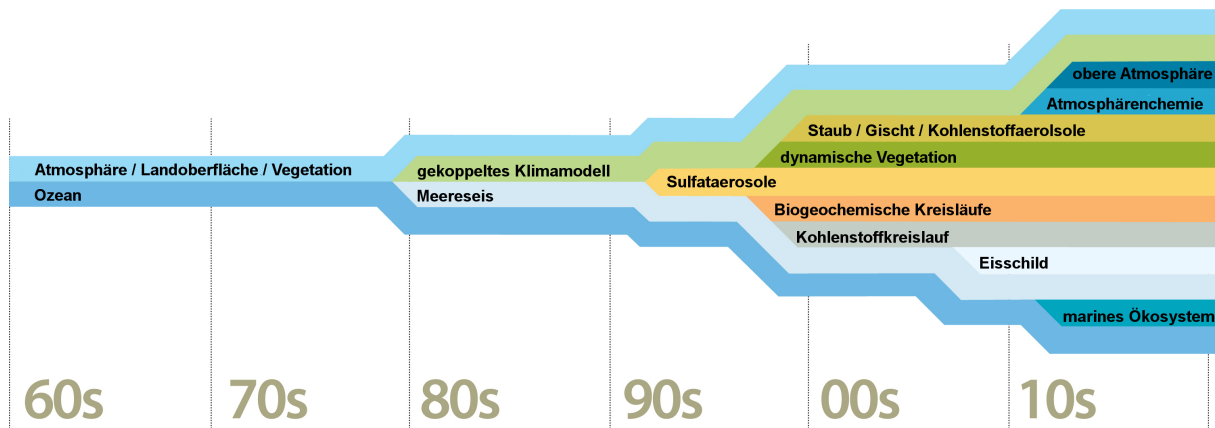 obere Atmosphäre
Atmosphärenchemie
Staub / Gischt / Kohlenstoffaerolsole
dynamische Vegetation
Atmosphäre / Landoberfläche / Vegetation
gekoppeltes Klimamodell
Sulfataerosole
Ozean
Meereseis
Biogeochemische Kreisläufe
Kohlenstoffkreislauf
Eisschild
marines Ökosystem
60s 70s 80s 90s 00s 10s